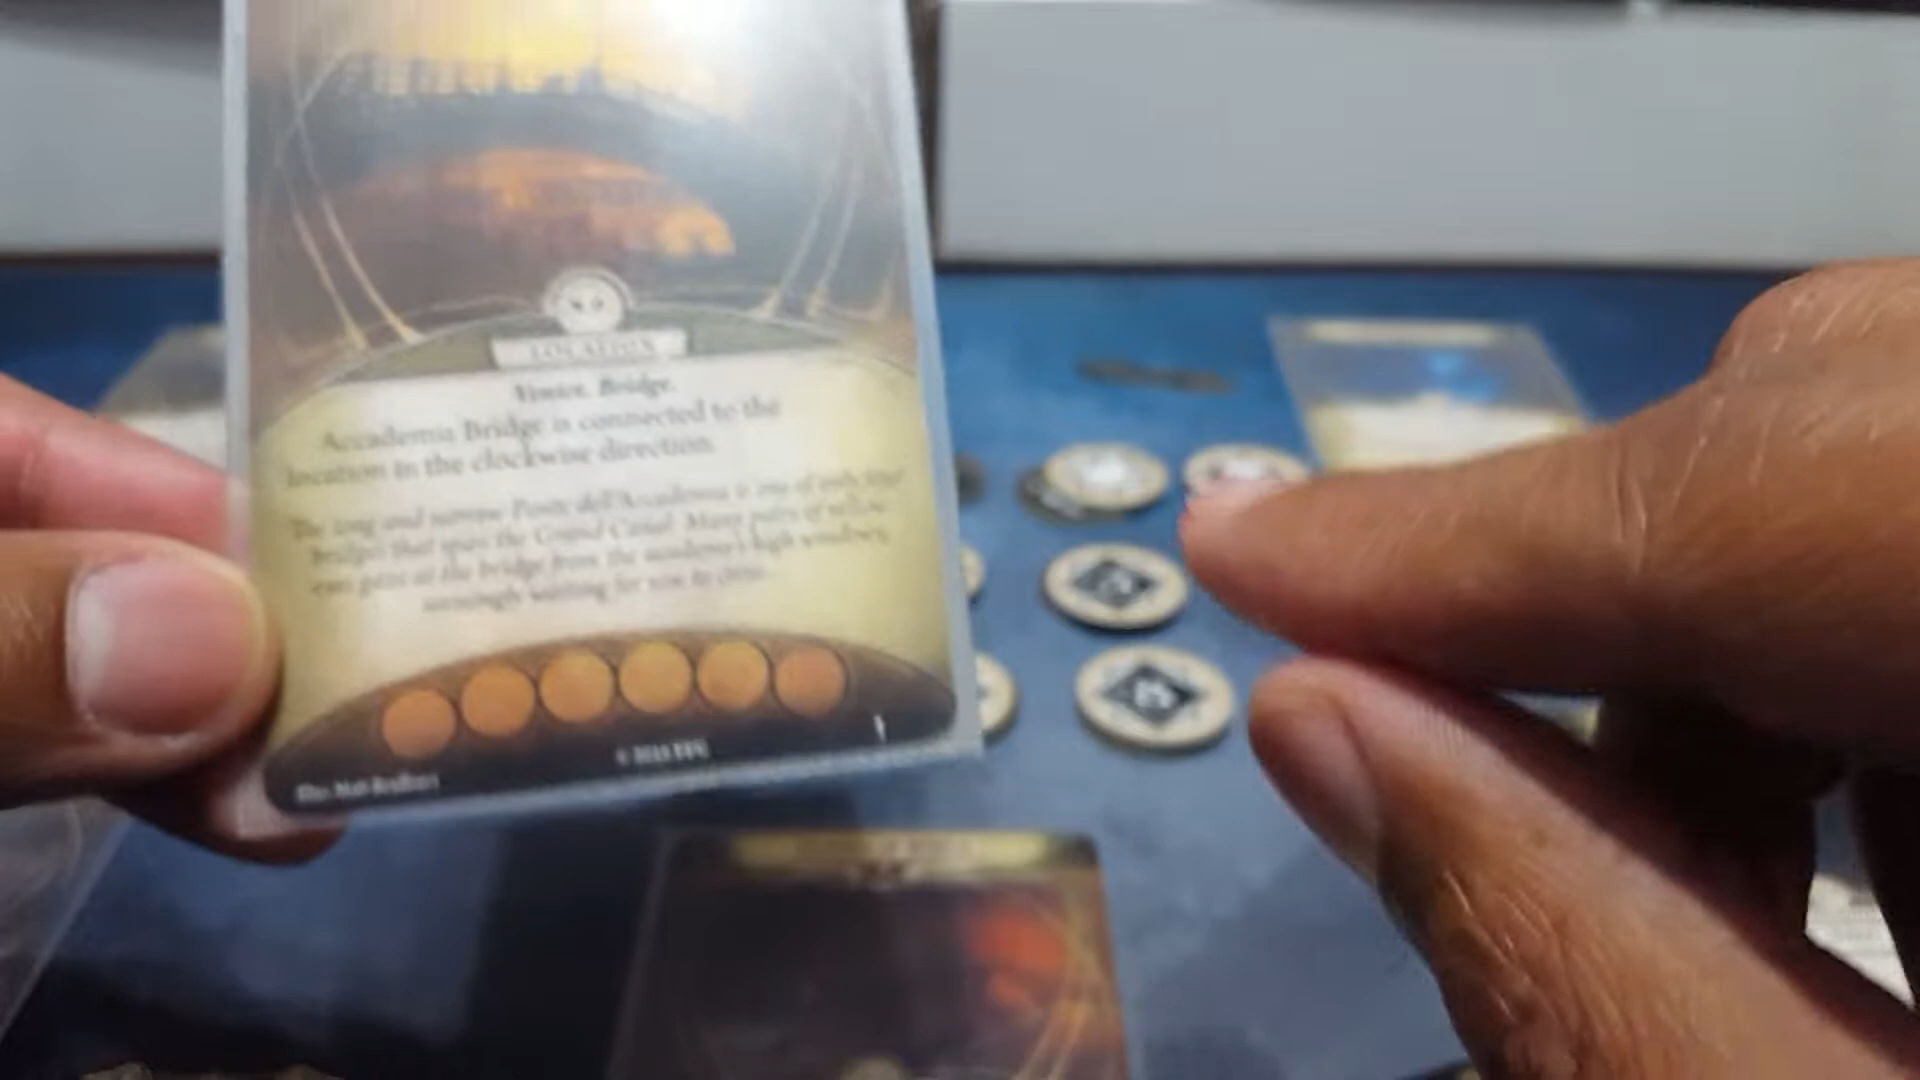 LOCATION
Venice. Bridge.
Accademia Bridge is connected to the
location in the clockwise direction.
The long and narrow Ponte dell'Accademia is one of only
bridges that span the Grand Canal. Many pairs of yellow
eyes gaze at the bridge from the academy's high windows,
seemingly waiting for you to cross.
1